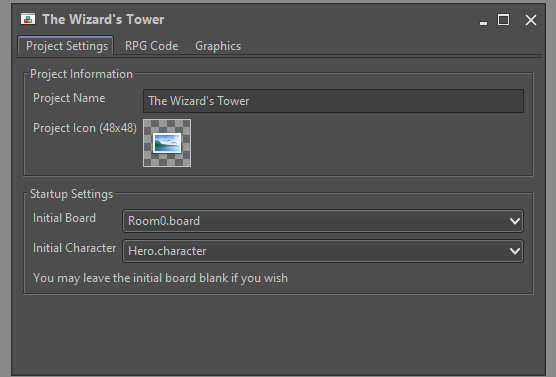 The Wizard's Tower
Project Settings RPG Code Graphics
Project Information
Project Name The Wizard's Tower
Project Icon (48x48)
Startup Settings
Initial Board Room0.board
Initial Character Hero.character
You may leave the initial board blank if you wish